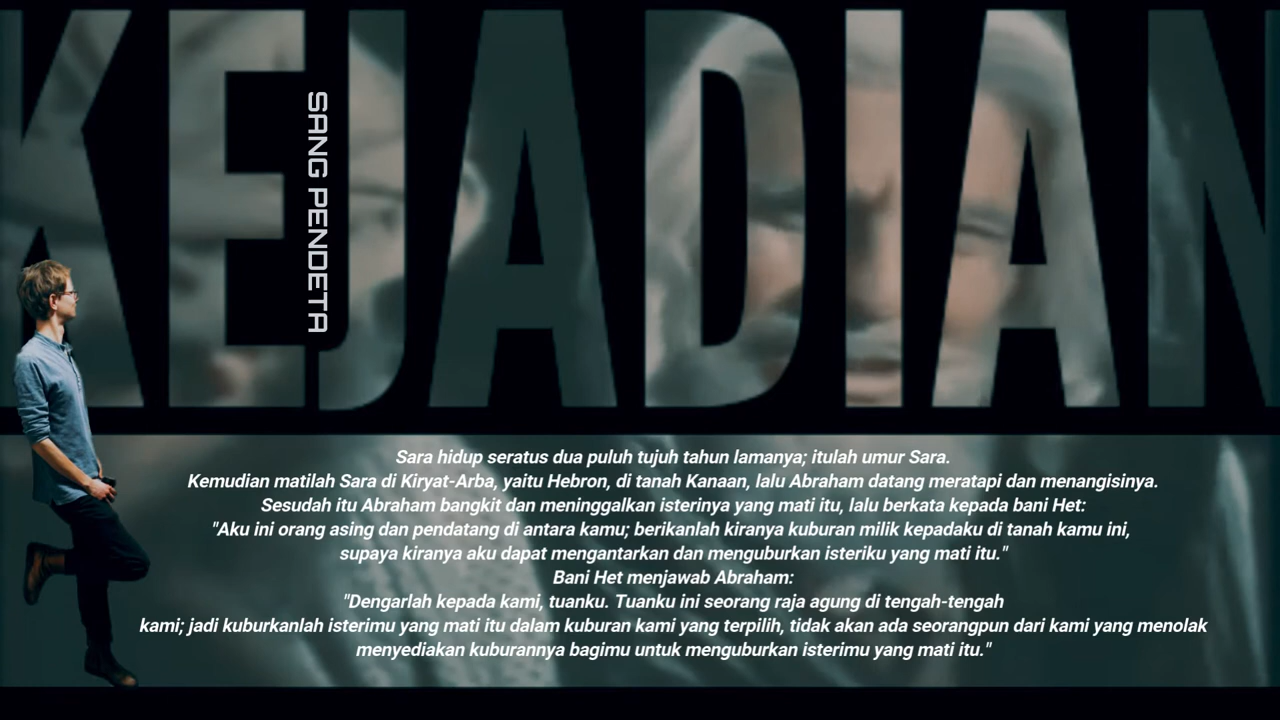 KEJADIAN
SANG PENDETA
Sara hidup seratus dua puluh tujuh tahun lamanya; itulah umur Sara.
Kemudian matilah Sara di Kiryat-Arba, yaitu Hebron, di tanah Kanaan, lalu Abraham datang meratapi dan menangisinya.
Sesudah itu Abraham bangkit dan meninggalkan isterinya yang mati itu, lalu berkata kepada bani Het:
"Aku ini orang asing dan pendatang di antara kamu; berikanlah kiranya kuburan milik kepadaku di tanah kamu ini,
supaya kiranya aku dapat mengantarkan dan menguburkan isteriku yang mati itu."
Bani Het menjawab Abraham:
"Dengarlah kepada kami, tuanku. Tuanku ini seorang raja agung di tengah-tengah
kami; jadi kuburkanlah isterimu yang mati itu dalam kuburan kami yang terpilih, tidak akan ada seorangpun dari kami yang menolak
menyediakan kuburannya bagimu untuk menguburkan isterimu yang mati itu."